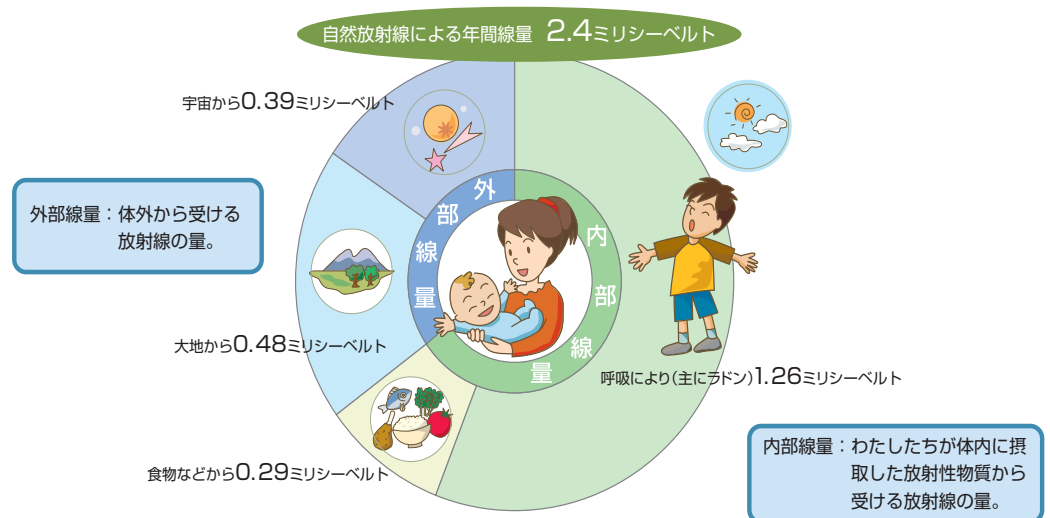 自然放射線による年間線量 2.4ミリシーベルト
宇宙から0.39ミリシーベルト
外部線量：体外から受ける
放射線の量。
外部線量
内部線量
大地から0.48ミリシーベルト
呼吸により(主にラドン)1.26ミリシーベルト
食物などから0.29ミリシーベルト
内部線量：わたしたちが体内に摂
取した放射性物質から
受ける放射線の量。